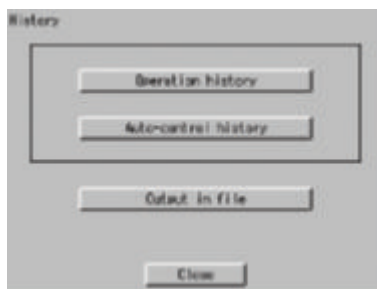 History
Operation history
Auto-control history
Output in file
Close